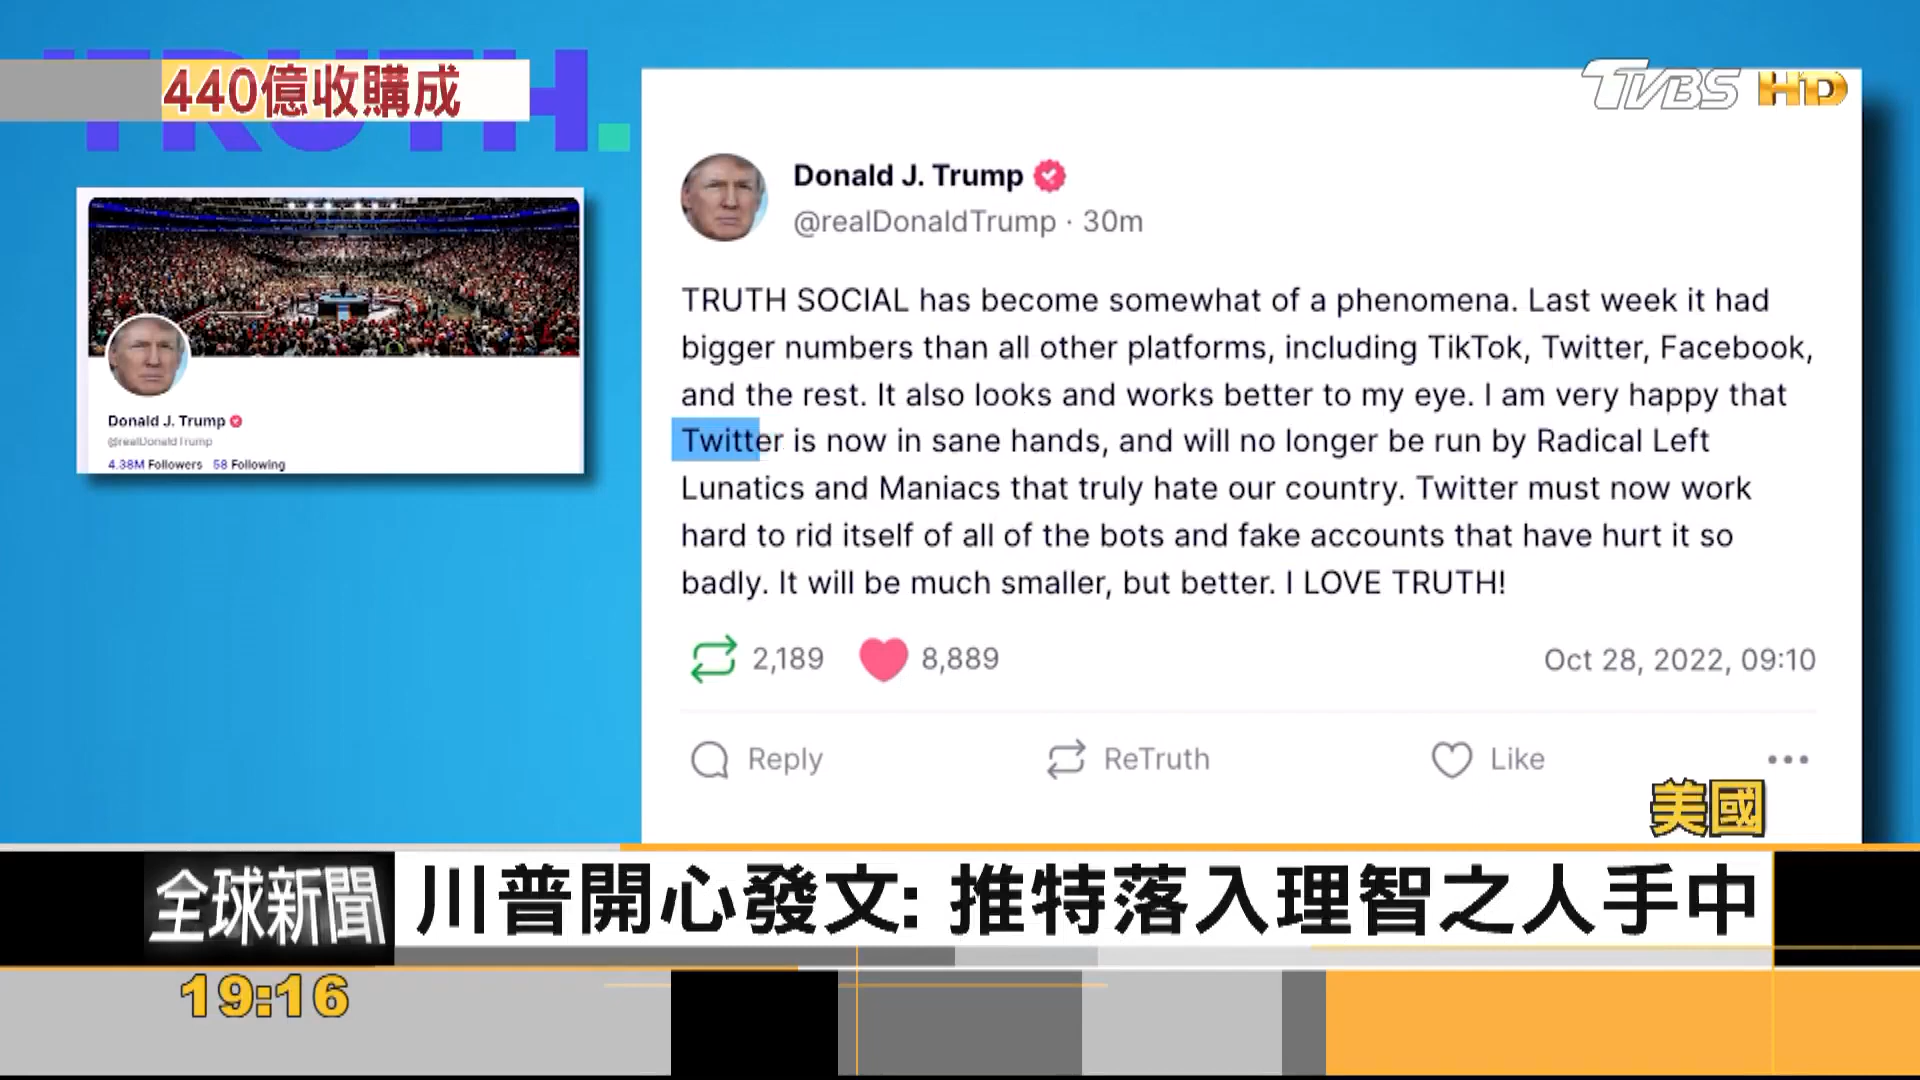 TRUTH.
440億收購成
TVBS HD
Donald J. Trump
@realDonaldTrump
4.38M Followers 58 Following
Donald J. Trump
@realDonaldTrump · 30m
TRUTH SOCIAL has become somewhat of a phenomena. Last week it had
bigger numbers than all other platforms, including TikTok, Twitter, Facebook,
and the rest. It also looks and works better to my eye. I am very happy that
Twitter is now in sane hands, and will no longer be run by Radical Left
Lunatics and Maniacs that truly hate our country. Twitter must now work
hard to rid itself of all of the bots and fake accounts that have hurt it so
badly. It will be much smaller, but better. I LOVE TRUTH!
2,189 8,889 Oct 28, 2022, 09:10
Reply ReTruth Like
美國
全球新聞 川普開心發文: 推特落入理智之人手中
19:16